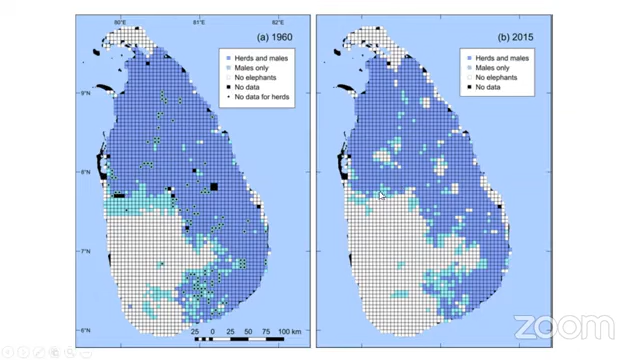 80°E 81°E 82°E
(a) 1960
Herds and males
Males only
No elephants
No data
No data for herds
9°N
8°N
7°N
6°N
25 0 25 50 75 100 km
(b) 2015
Herds and males
Males only
No elephants
No data
zoom